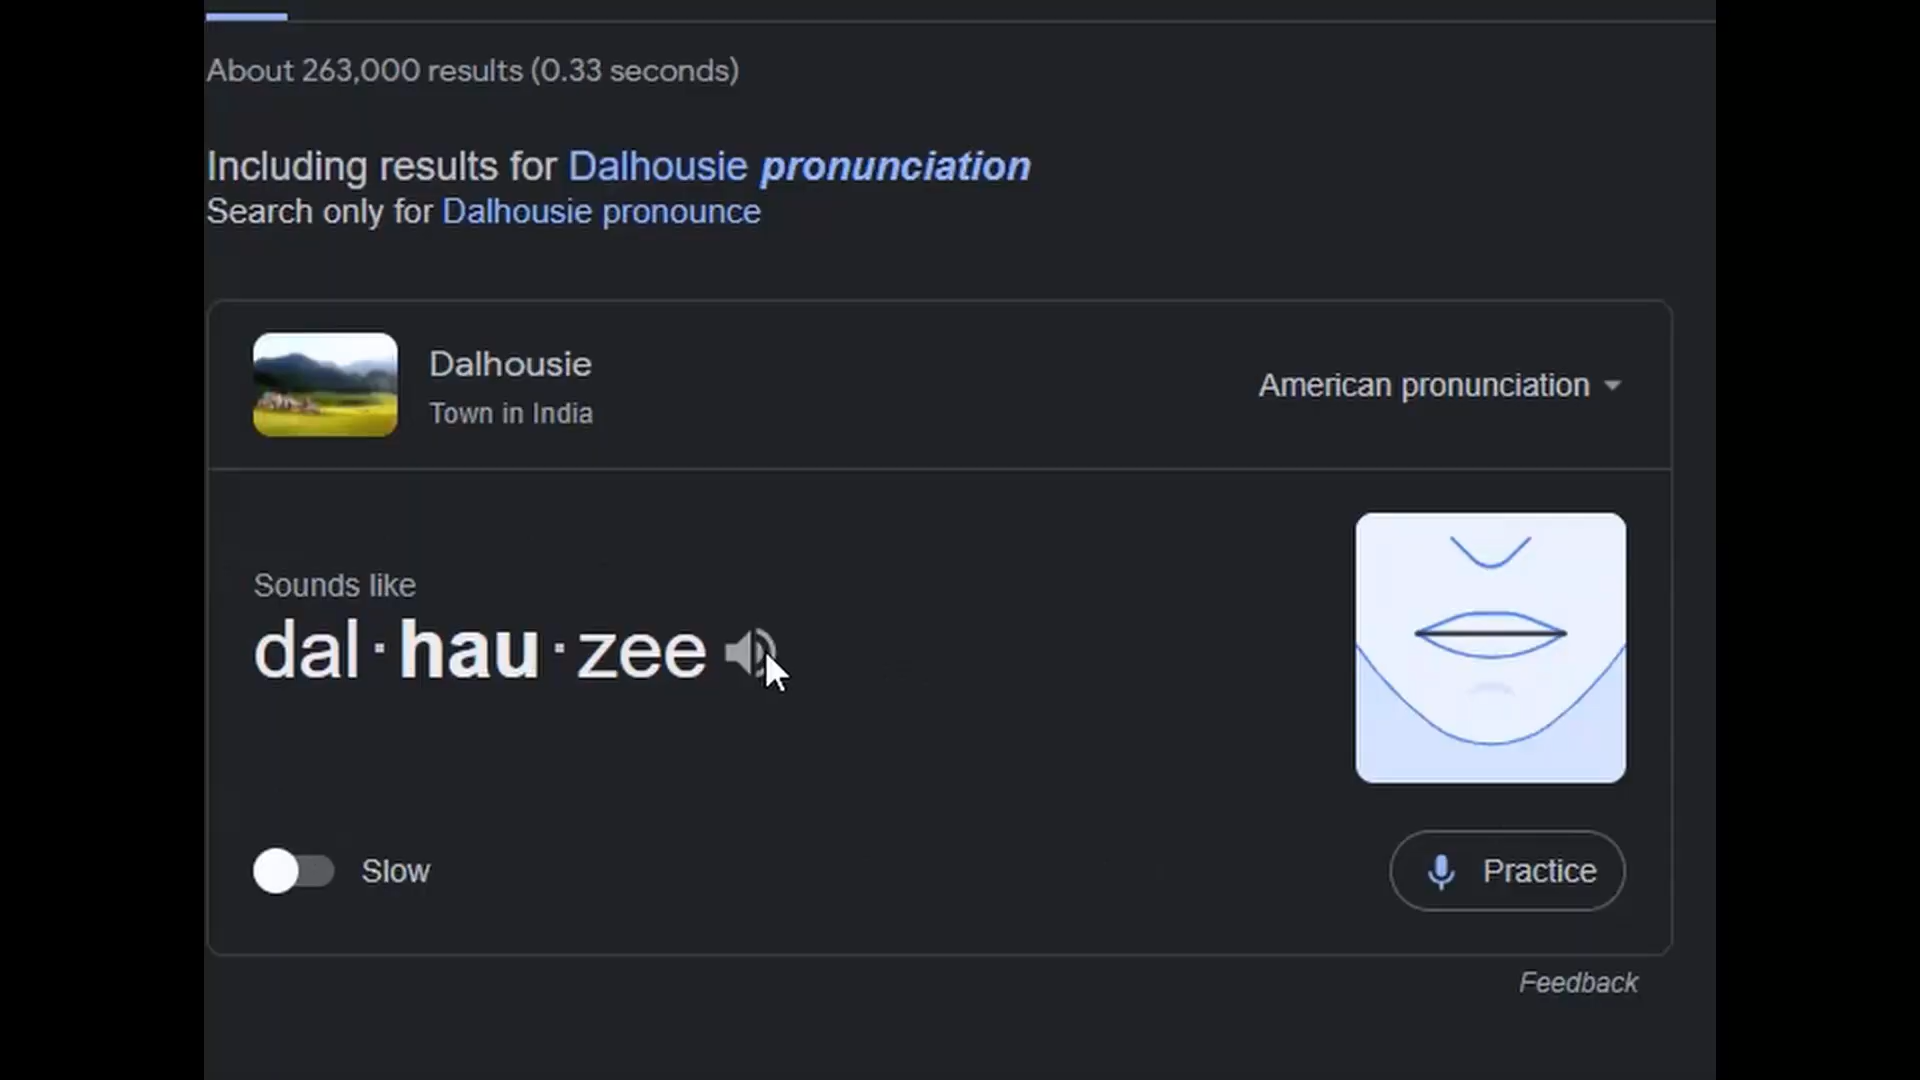 About 263,000 results (0.33 seconds)
Including results for Dalhousie pronunciation
Search only for Dalhousie pronounce
Dalhousie
Town in India
American pronunciation
Sounds like
dal·hau·zee
Slow
Practice
Feedback